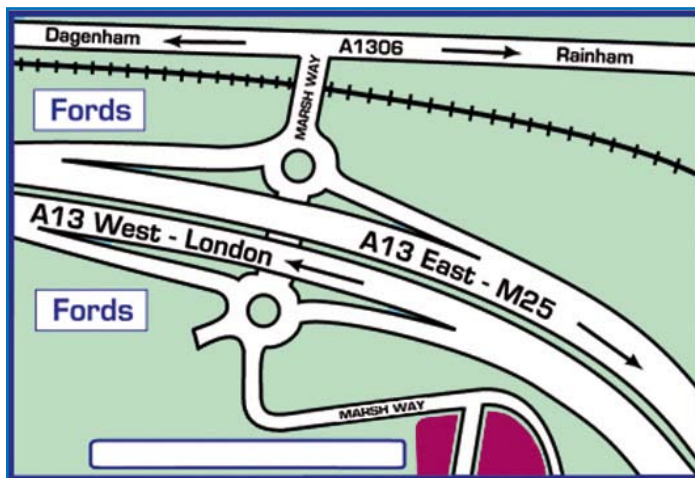 Dagenham
A1306
Rainham
MARSH WAY
Fords
A13 West - London
A13 East - M25
Fords
MARSH WAY